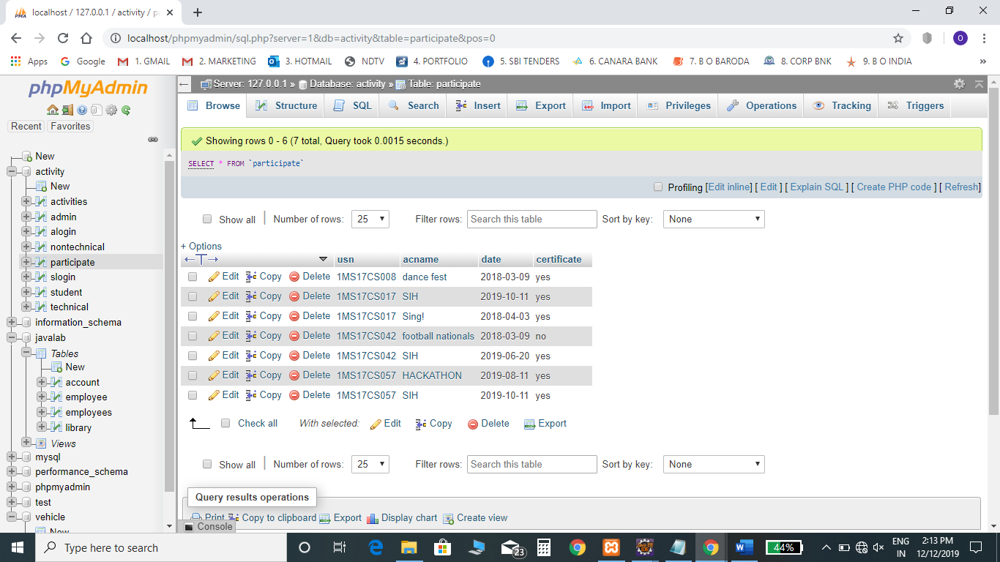 localhost / 127.0.0.1 / activity / pa
localhost/phpmyadmin/sql.php?server=1&db=activity&table=participate&pos=0
O
Apps Google 1. GMAIL 2. MARKETING 3. HOTMAIL NDTV 4. PORTFOLIO 5. SBI TENDERS 6. CANARA BANK 7. B O BARODA 8. CORP BNK 9. B O INDIA »
phpMyAdmin
Recent Favorites
New
activity
New
activities
admin
alogin
nontechnical
participate
slogin
student
technical
information_schema
javalab
Tables
New
account
employee
employees
library
Views
mysql
performance_schema
phpmyadmin
test
vehicle
New
Server: 127.0.0.1 » Database: activity » Table: participate
Browse Structure SQL Search Insert Export Import Privileges Operations Tracking Triggers
Showing rows 0 - 6 (7 total, Query took 0.0015 seconds.)
SELECT * FROM `participate`
Profiling [Edit inline] [ Edit ] [ Explain SQL ] [ Create PHP code ] [ Refresh]
Show all Number of rows: 25 Filter rows: Search this table Sort by key: None
+ Options
←T→ usn acname date certificate
Edit Copy Delete 1MS17CS008 dance fest 2018-03-09 yes
Edit Copy Delete 1MS17CS017 SIH 2019-10-11 yes
Edit Copy Delete 1MS17CS017 Sing! 2018-04-03 yes
Edit Copy Delete 1MS17CS042 football nationals 2018-03-09 no
Edit Copy Delete 1MS17CS042 SIH 2019-06-20 yes
Edit Copy Delete 1MS17CS057 HACKATHON 2019-08-11 yes
Edit Copy Delete 1MS17CS057 SIH 2019-10-11 yes
Check all With selected: Edit Copy Delete Export
Show all Number of rows: 25 Filter rows: Search this table Sort by key: None
Query results operations
Print Copy to clipboard Export Display chart Create view
Console
Type here to search
23
44%
ENG
IN
2:13 PM
12/12/2019